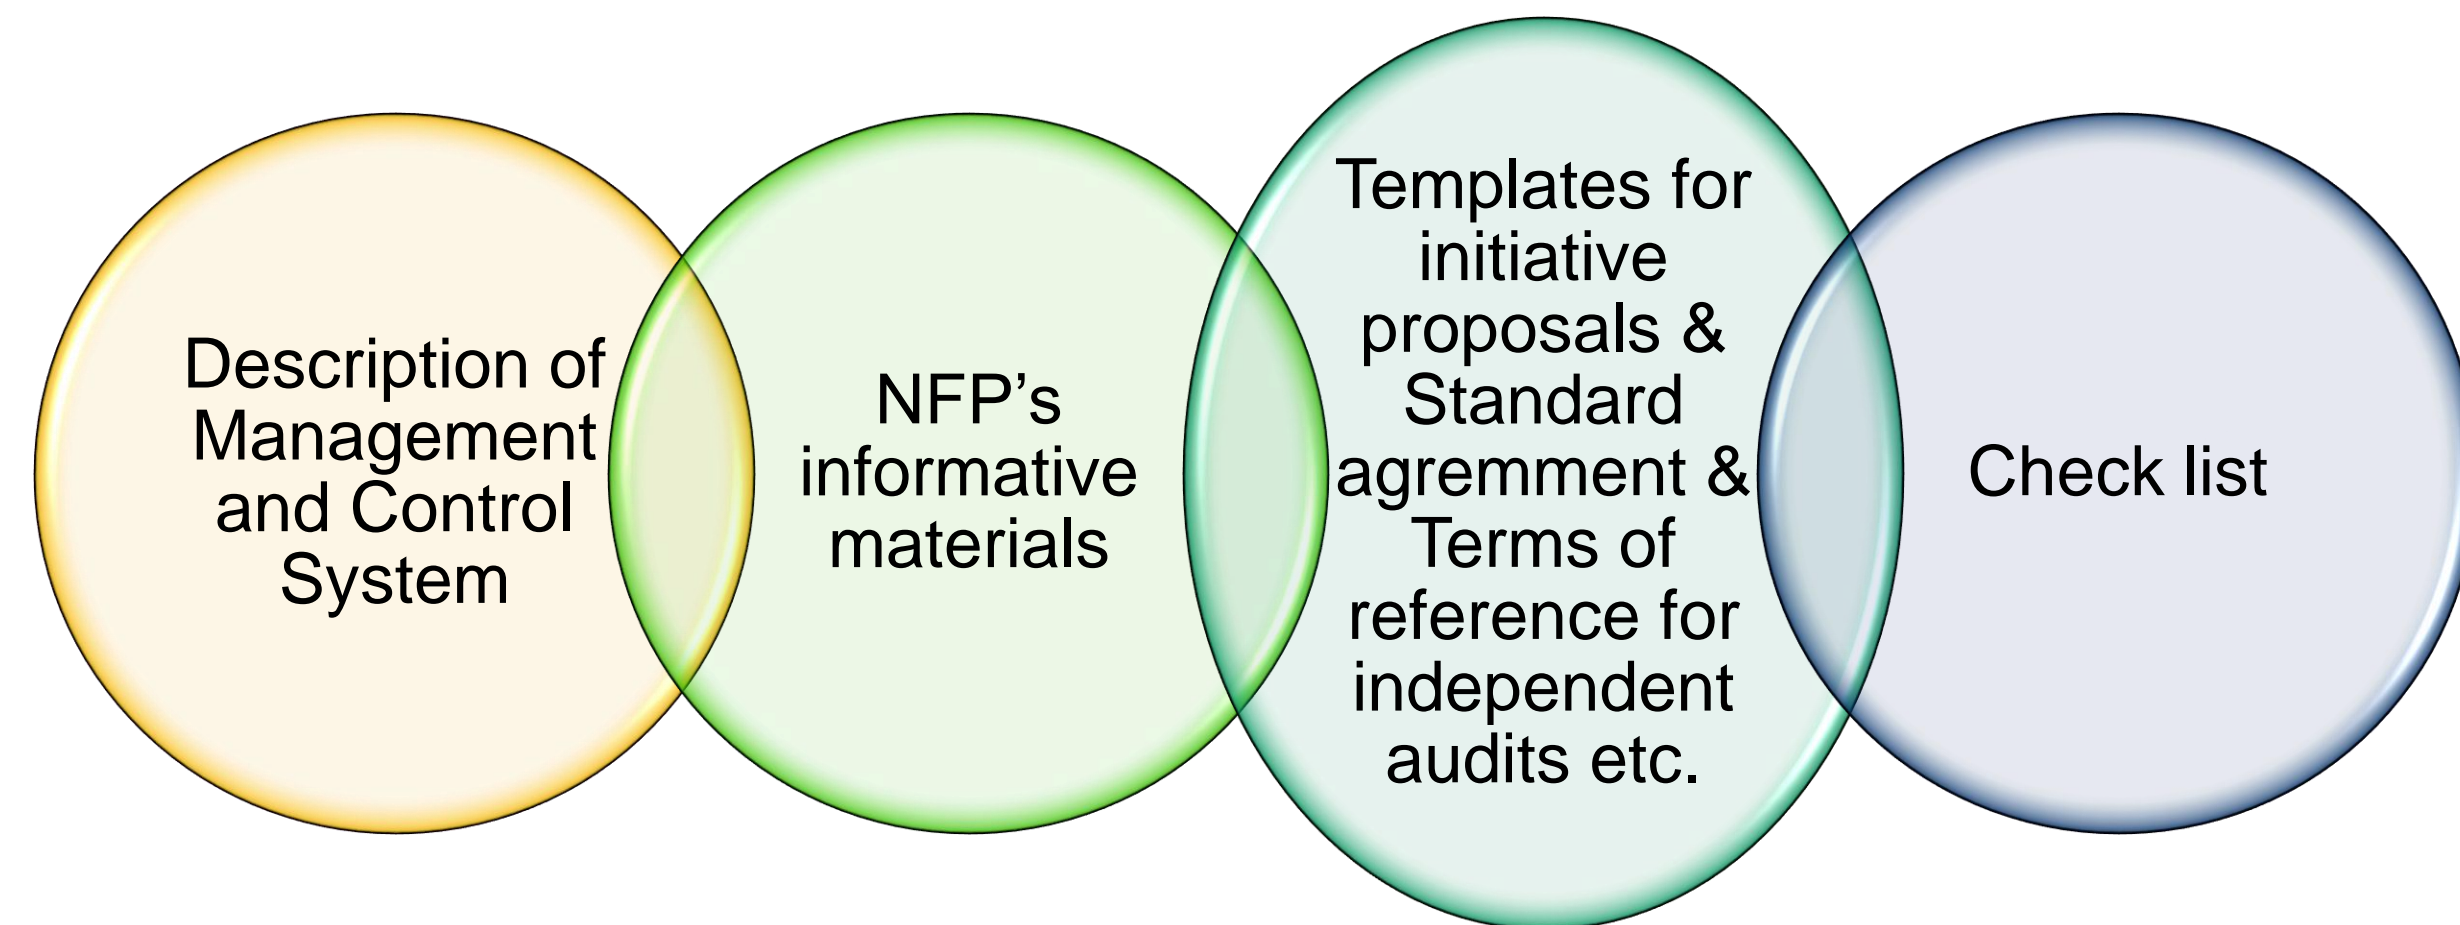 Description of
Management
and Control
System
NFP’s
informative
materials
Templates for
initiative
proposals &
Standard
agremment &
Terms of
reference for
independent
audits etc.
Check list